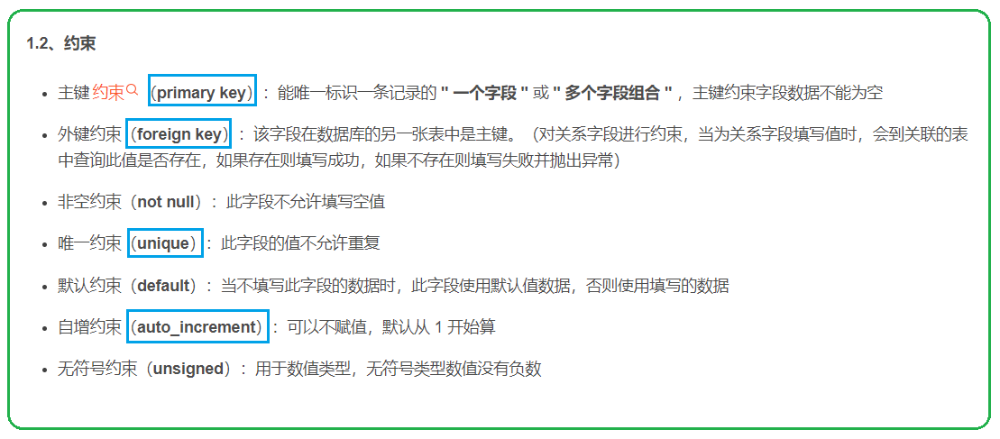 1.2、约束
主键约束（primary key）：能唯一标识一条记录的 " 一个字段 " 或 " 多个字段组合 " ，主键约束字段数据不能为空
外键约束（foreign key）：该字段在数据库的另一张表中是主键。（对关系字段进行约束，当为关系字段填写值时，会到关联的表
中查询此值是否存在，如果存在则填写成功，如果不存在则填写失败并抛出异常）
非空约束（not null）：此字段不允许填写空值
唯一约束（unique）：此字段的值不允许重复
默认约束（default）：当不填写此字段的数据时，此字段使用默认值数据，否则使用填写的数据
自增约束（auto_increment）：可以不赋值，默认从 1 开始算
无符号约束（unsigned）：用于数值类型，无符号类型数值没有负数